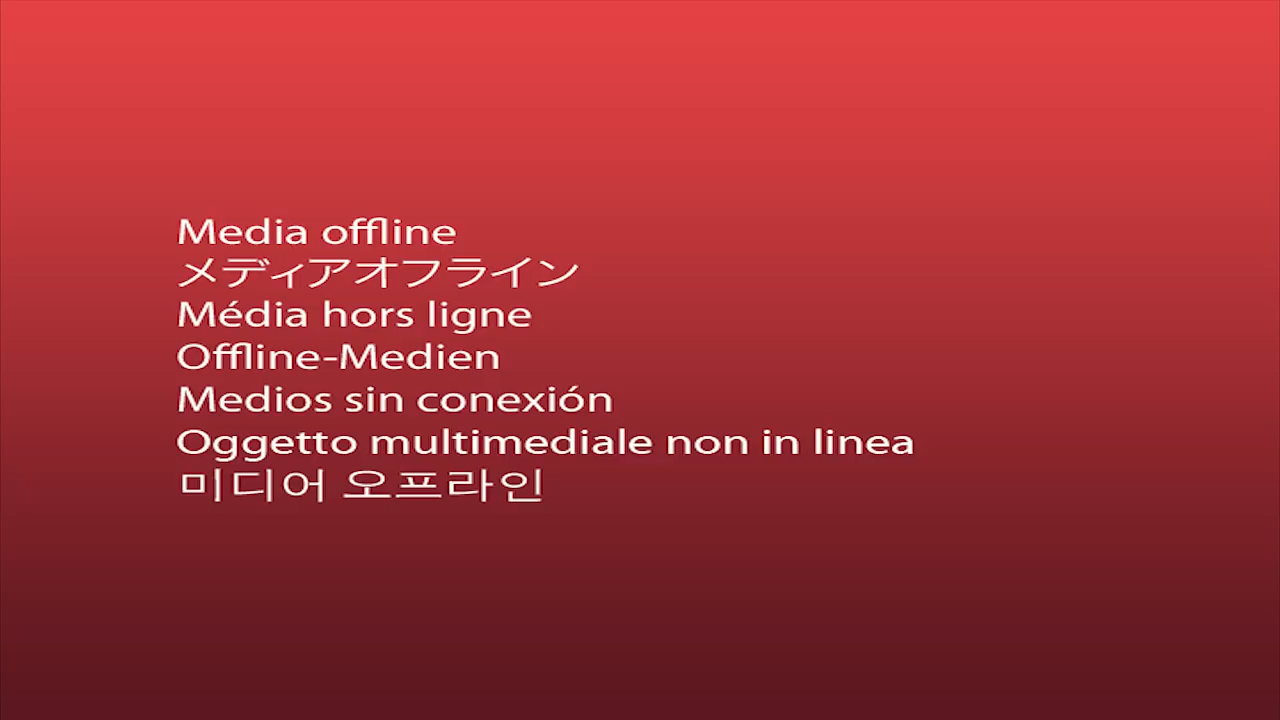 Media offline
メディアオフライン
Média hors ligne
Offline-Medien
Medios sin conexión
Oggetto multimediale non in linea
미디어 오프라인